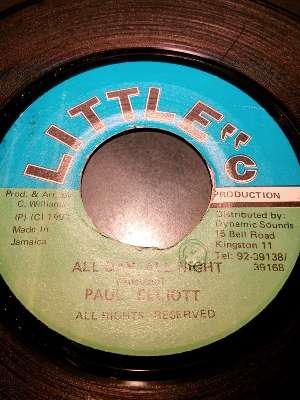 LITTLE "C"
PRODUCTION
Prod. & Arr. by
C. Williams
(P) (C)
Made In
Jamaica
Distributed by:
Dynamic Sounds
15 Bell Road
Kingston 11
Tel: 92-39138/
39168
ALL DAY ALL NIGHT
PAUL ELLIOTT
ALL RIGHTS RESERVED